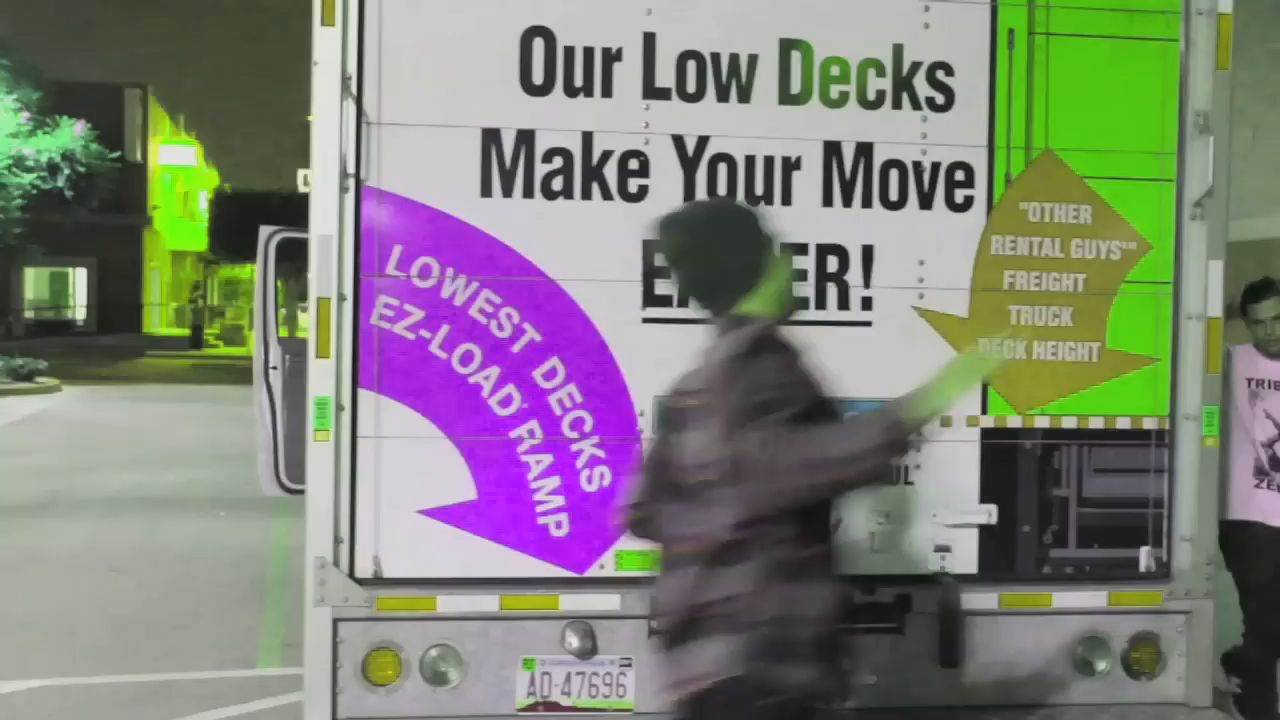 Our Low Decks
Make Your Move
LOWEST DECKS
EZ-LOAD RAMP
"OTHER
RENTAL GUYS'"
FREIGHT
TRUCK
DECK HEIGHT
AD-47696